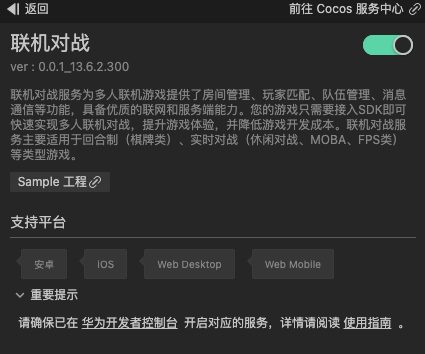 返回
前往 Cocos 服务中心
联机对战
ver : 0.0.1_13.6.2.300
联机对战服务为多人联机游戏提供了房间管理、玩家匹配、队伍管理、消息
通信等功能，具备优质的联网和服务端能力。您的游戏只需要接入SDK即可
快速实现多人联机对战，提升游戏体验，并降低游戏开发成本。联机对战服
务主要适用于回合制（棋牌类）、实时对战（休闲对战、MOBA、FPS类）
等类型游戏。
Sample 工程
支持平台
安卓
iOS
Web Desktop
Web Mobile
重要提示
请确保已在 华为开发者控制台 开启对应的服务，详情请阅读 使用指南 。